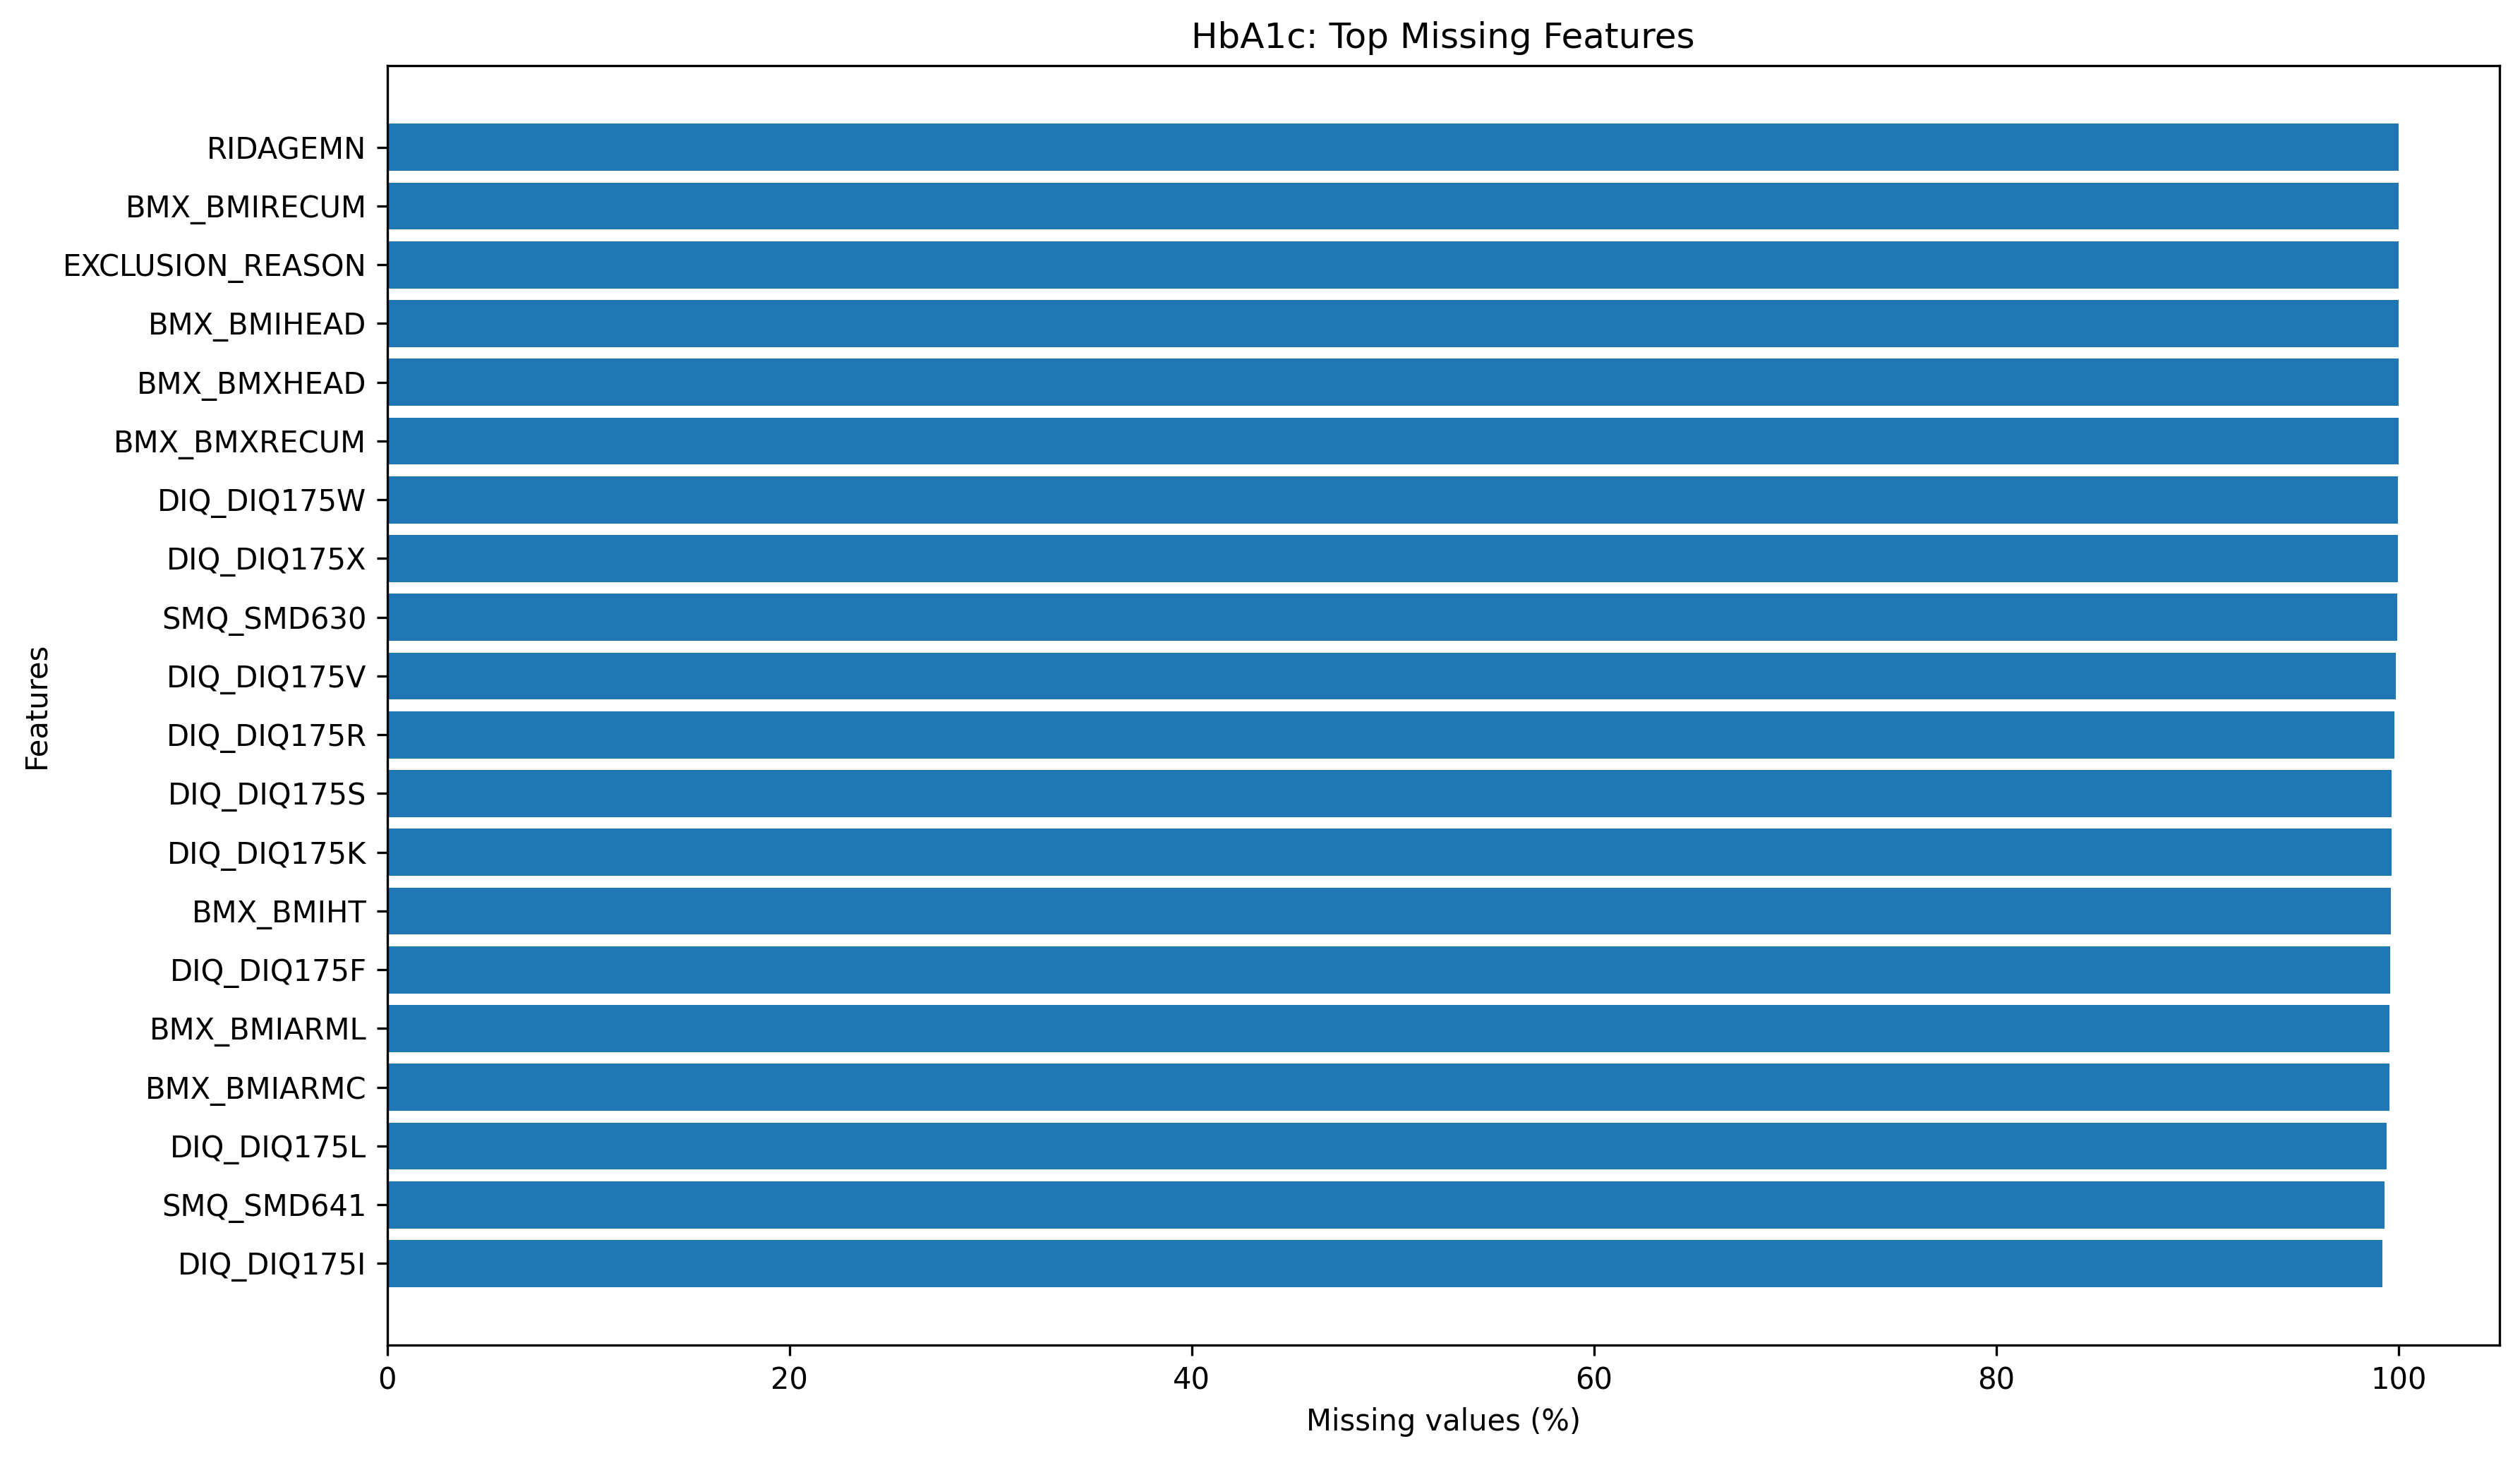 HbA1c: Top Missing Features
RIDAGEMN
BMX_BMIRECUM
EXCLUSION_REASON
BMX_BMIHEAD
BMX_BMXHEAD
BMX_BMXRECUM
DIQ_DIQ175W
DIQ_DIQ175X
SMQ_SMD630
DIQ_DIQ175V
DIQ_DIQ175R
DIQ_DIQ175S
DIQ_DIQ175K
BMX_BMIHT
DIQ_DIQ175F
BMX_BMIARML
BMX_BMIARMC
DIQ_DIQ175L
SMQ_SMD641
DIQ_DIQ175I
Features
0 20 40 60 80 100
Missing values (%)